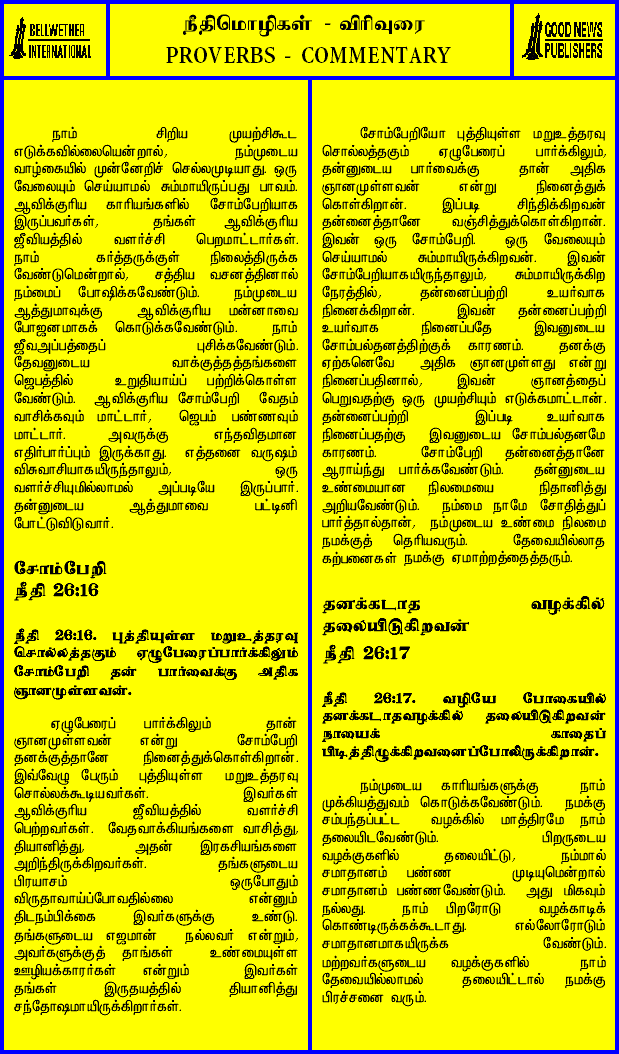 BELLWETHER
INTERNATIONAL
நீதிமொழிகள் - விரிவுரை
PROVERBS - COMMENTARY
GOOD NEWS
PUBLISHERS
நாம் சிறிய முயற்சிகூட
எடுக்கவில்லையென்றால், நம்முடைய
வாழ்கையில் முன்னேறிச் செல்லமுடியாது. ஒரு
வேலையும் செய்யாமல் சும்மாயிருப்பது பாவம்.
ஆவிக்குரிய காரியங்களில் சோம்பேறியாக
இருப்பவர்கள், தங்கள் ஆவிக்குரிய
ஜீவியத்தில் வளர்ச்சி பெறமாட்டார்கள்.
நாம் கர்த்தருக்குள் நிலைத்திருக்க
வேண்டுமென்றால், சத்திய வசனத்தினால்
நம்மைப் போஷிக்கவேண்டும். நம்முடைய
ஆத்துமாவுக்கு ஆவிக்குரிய மன்னாவை
போஜனமாகக் கொடுக்கவேண்டும். நாம்
ஜீவஅப்பத்தைப் புசிக்கவேண்டும்.
தேவனுடைய வாக்குத்தத்தங்களை
ஜெபத்தில் உறுதியாய்ப் பற்றிக்கொள்ள
வேண்டும். ஆவிக்குரிய சோம்பேறி வேதம்
வாசிக்கவும் மாட்டார், ஜெபம் பண்ணவும்
மாட்டார். அவருக்கு எந்தவிதமான
எதிர்பார்ப்பும் இருக்காது. எத்தனை வருஷம்
விசுவாசியாகயிருந்தாலும், ஒரு
வளர்ச்சியுமில்லாமல் அப்படியே இருப்பார்.
தன்னுடைய ஆத்துமாவை பட்டினி
போட்டுவிடுவார்.
சோம்பேறி
நீதி 26:16
நீதி 26:16. புத்தியுள்ள மறுஉத்தரவு
சொல்லத்தகும் ஏழுபேரைப்பார்க்கிலும்
சோம்பேறி தன் பார்வைக்கு அதிக
ஞானமுள்ளவன்.
ஏழுபேரைப் பார்க்கிலும் தான்
ஞானமுள்ளவன் என்று சோம்பேறி
தனக்குத்தானே நினைத்துக்கொள்கிறான்.
இவ்வேழு பேரும் புத்தியுள்ள மறுஉத்தரவு
சொல்லக்கூடியவர்கள். இவர்கள்
ஆவிக்குரிய ஜீவியத்தில் வளர்ச்சி
பெற்றவர்கள். வேதவாக்கியங்களை வாசித்து,
தியானித்து, அதன் இரகசியங்களை
அறிந்திருக்கிறவர்கள். தங்களுடைய
பிரயாசம் ஒருபோதும்
விருதாவாய்ப்போவதில்லை என்னும்
திடநம்பிக்கை இவர்களுக்கு உண்டு.
தங்களுடைய எஜமான் நல்லவர் என்றும்,
அவர்களுக்குத் தாங்கள் உண்மையுள்ள
ஊழியக்காரர்கள் என்றும் இவர்கள்
தங்கள் இருதயத்தில் தியானித்து
சந்தோஷமாயிருக்கிறார்கள்.
சோம்பேறியோ புத்தியுள்ள மறுஉத்தரவு
சொல்லத்தகும் ஏழுபேரைப் பார்க்கிலும்,
தன்னுடைய பார்வைக்கு தான் அதிக
ஞானமுள்ளவன் என்று நினைத்துக்
கொள்கிறான். இப்படி சிந்திக்கிறவன்
தன்னைத்தானே வஞ்சித்துக்கொள்கிறான்.
இவன் ஒரு சோம்பேறி. ஒரு வேலையும்
செய்யாமல் சும்மாயிருக்கிறவன். இவன்
சோம்பேறியாகயிருந்தாலும், சும்மாயிருக்கிற
நேரத்தில், தன்னைப்பற்றி உயர்வாக
நினைக்கிறான். இவன் தன்னைப்பற்றி
உயர்வாக நினைப்பதே இவனுடைய
சோம்பல்தனத்திற்குக் காரணம். தனக்கு
ஏற்கனெவே அதிக ஞானமுள்ளது என்று
நினைப்பதினால், இவன் ஞானத்தைப்
பெறுவதற்கு ஒரு முயற்சியும் எடுக்கமாட்டான்.
தன்னைப்பற்றி இப்படி உயர்வாக
நினைப்பதற்கு இவனுடைய சோம்பல்தனமே
காரணம். சோம்பேறி தன்னைத்தானே
ஆராய்ந்து பார்க்கவேண்டும். தன்னுடைய
உண்மையான நிலமையை நிதானித்து
அறியவேண்டும். நம்மை நாமே சோதித்துப்
பார்த்தால்தான், நம்முடைய உண்மை நிலமை
நமக்குத் தெரியவரும். தேவையில்லாத
கற்பனைகள் நமக்கு ஏமாற்றத்தைத்தரும்.
தனக்கடாத வழக்கில்
தலையிடுகிறவன்
நீதி 26:17
நீதி 26:17. வழியே போகையில்
தனக்கடாதவழக்கில் தலையிடுகிறவன்
நாயைக் காதைப்
பிடித்திழுக்கிறவனைப்போலிருக்கிறான்.
நம்முடைய காரியங்களுக்கு நாம்
முக்கியத்துவம் கொடுக்கவேண்டும். நமக்கு
சம்பந்தப்பட்ட வழக்கில் மாத்திரமே நாம்
தலையிடவேண்டும். பிறருடைய
வழக்குகளில் தலையிட்டு, நம்மால்
சமாதானம் பண்ண முடியுமென்றால்
சமாதானம் பண்ணவேண்டும். அது மிகவும்
நல்லது. நாம் பிறரோடு வழக்காடிக்
கொண்டிருக்கக்கூடாது. எல்லோரோடும்
சமாதானமாகயிருக்க வேண்டும்.
மற்றவர்களுடைய வழக்குகளில் நாம்
தேவையில்லாமல் தலையிட்டால் நமக்கு
பிரச்சனை வரும்.